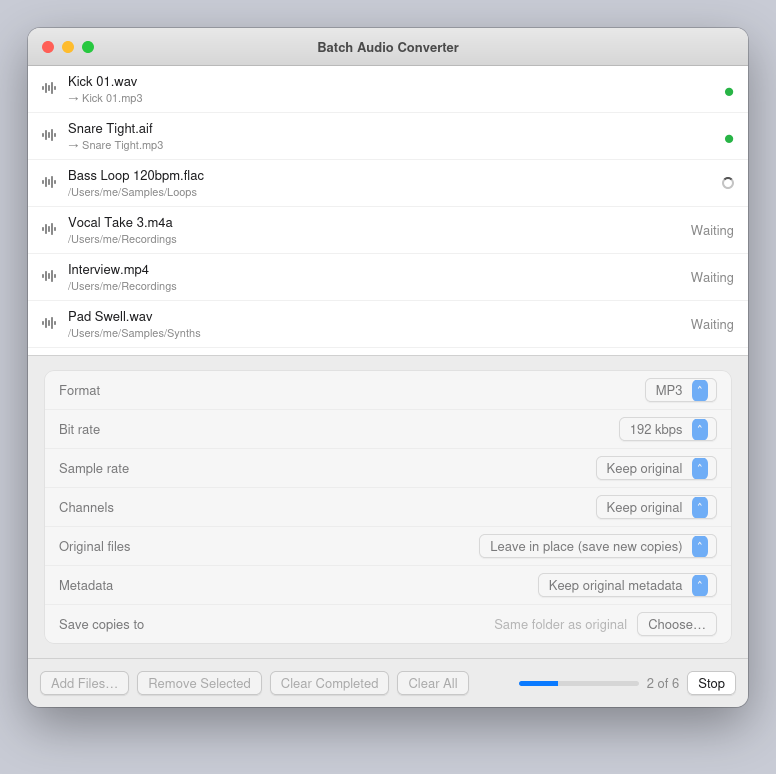 Batch Audio Converter
Kick 01.wav
→ Kick 01.mp3
Snare Tight.aif
→ Snare Tight.mp3
Bass Loop 120bpm.flac
/Users/me/Samples/Loops
Vocal Take 3.m4a
/Users/me/Recordings
Waiting
Interview.mp4
/Users/me/Recordings
Waiting
Pad Swell.wav
/Users/me/Samples/Synths
Waiting
Format MP3
Bit rate 192 kbps
Sample rate Keep original
Channels Keep original
Original files Leave in place (save new copies)
Metadata Keep original metadata
Save copies to Same folder as original Choose…
Add Files… Remove Selected Clear Completed Clear All 2 of 6 Stop